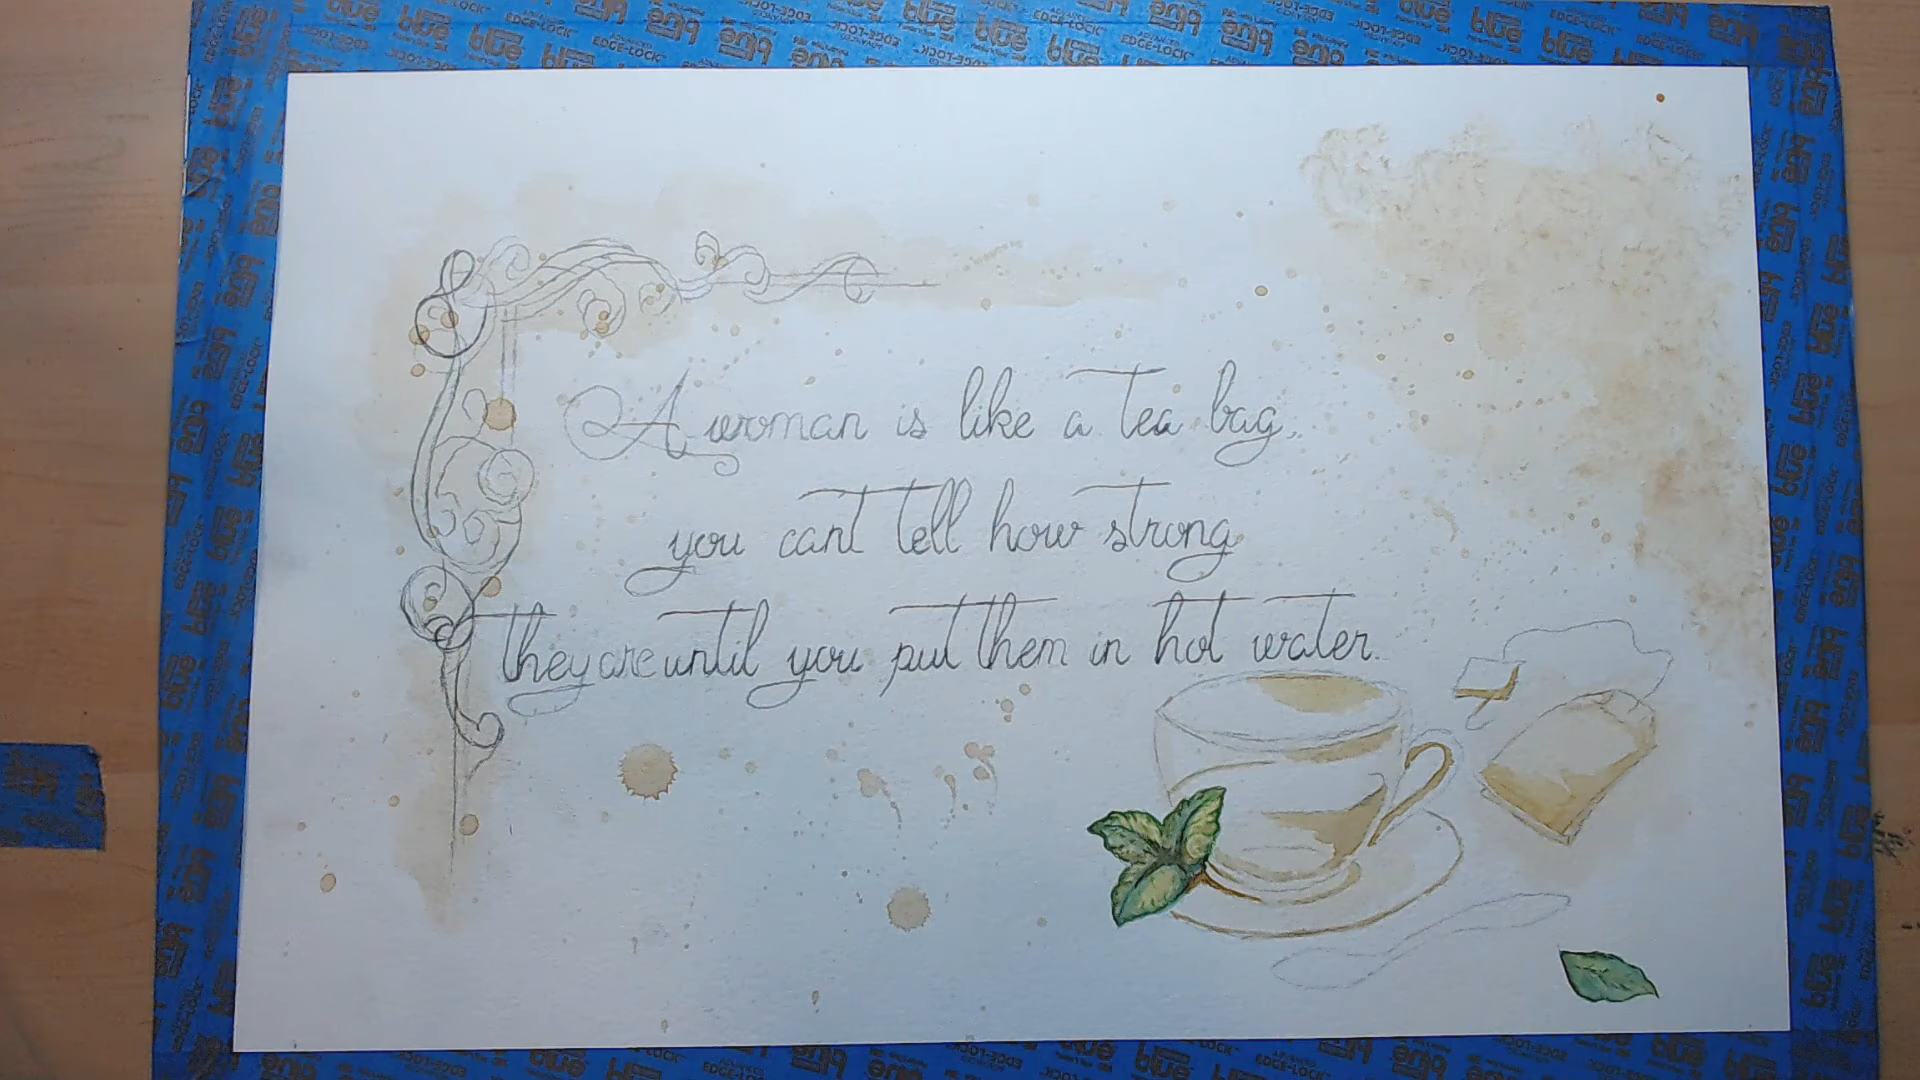 A woman is like a tea bag,
you cant tell how strong
they are until you put them in hot water.